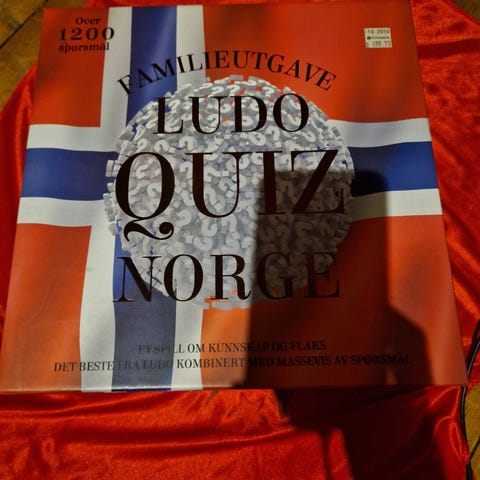 Over
1200
spørsmål
FAMILIEUTGAVE
LUDO
QUIZ
NORGE
ET SPILL OM KUNNSKAP OG FLAKS
DET BESTE FRA LUDO KOMBINERT MED MASSEVIS AV SPØRSMÅL